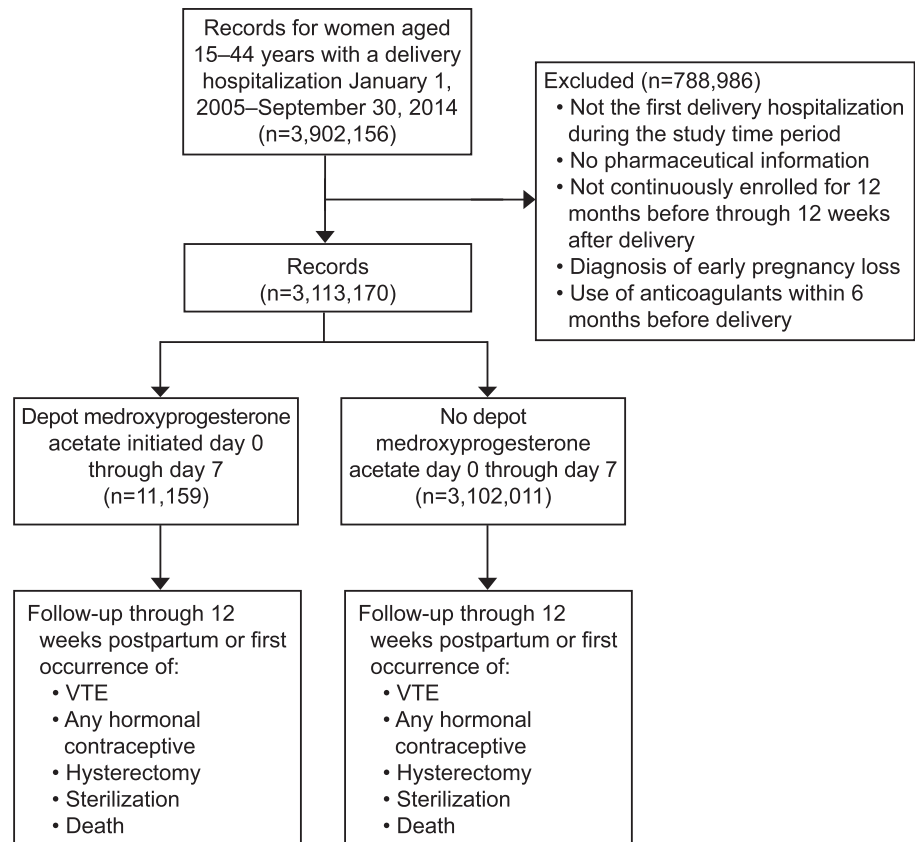 Records for women aged
15–44 years with a delivery
hospitalization January 1,
2005–September 30, 2014
(n=3,902,156)
Excluded (n=788,986)
• Not the first delivery hospitalization
during the study time period
• No pharmaceutical information
• Not continuously enrolled for 12
months before through 12 weeks
after delivery
• Diagnosis of early pregnancy loss
• Use of anticoagulants within 6
months before delivery
Records
(n=3,113,170)
Depot medroxyprogesterone
acetate initiated day 0
through day 7
(n=11,159)
No depot
medroxyprogesterone
acetate day 0 through day 7
(n=3,102,011)
Follow-up through 12
weeks postpartum or first
occurrence of:
• VTE
• Any hormonal
contraceptive
• Hysterectomy
• Sterilization
• Death
Follow-up through 12
weeks postpartum or first
occurrence of:
• VTE
• Any hormonal
contraceptive
• Hysterectomy
• Sterilization
• Death